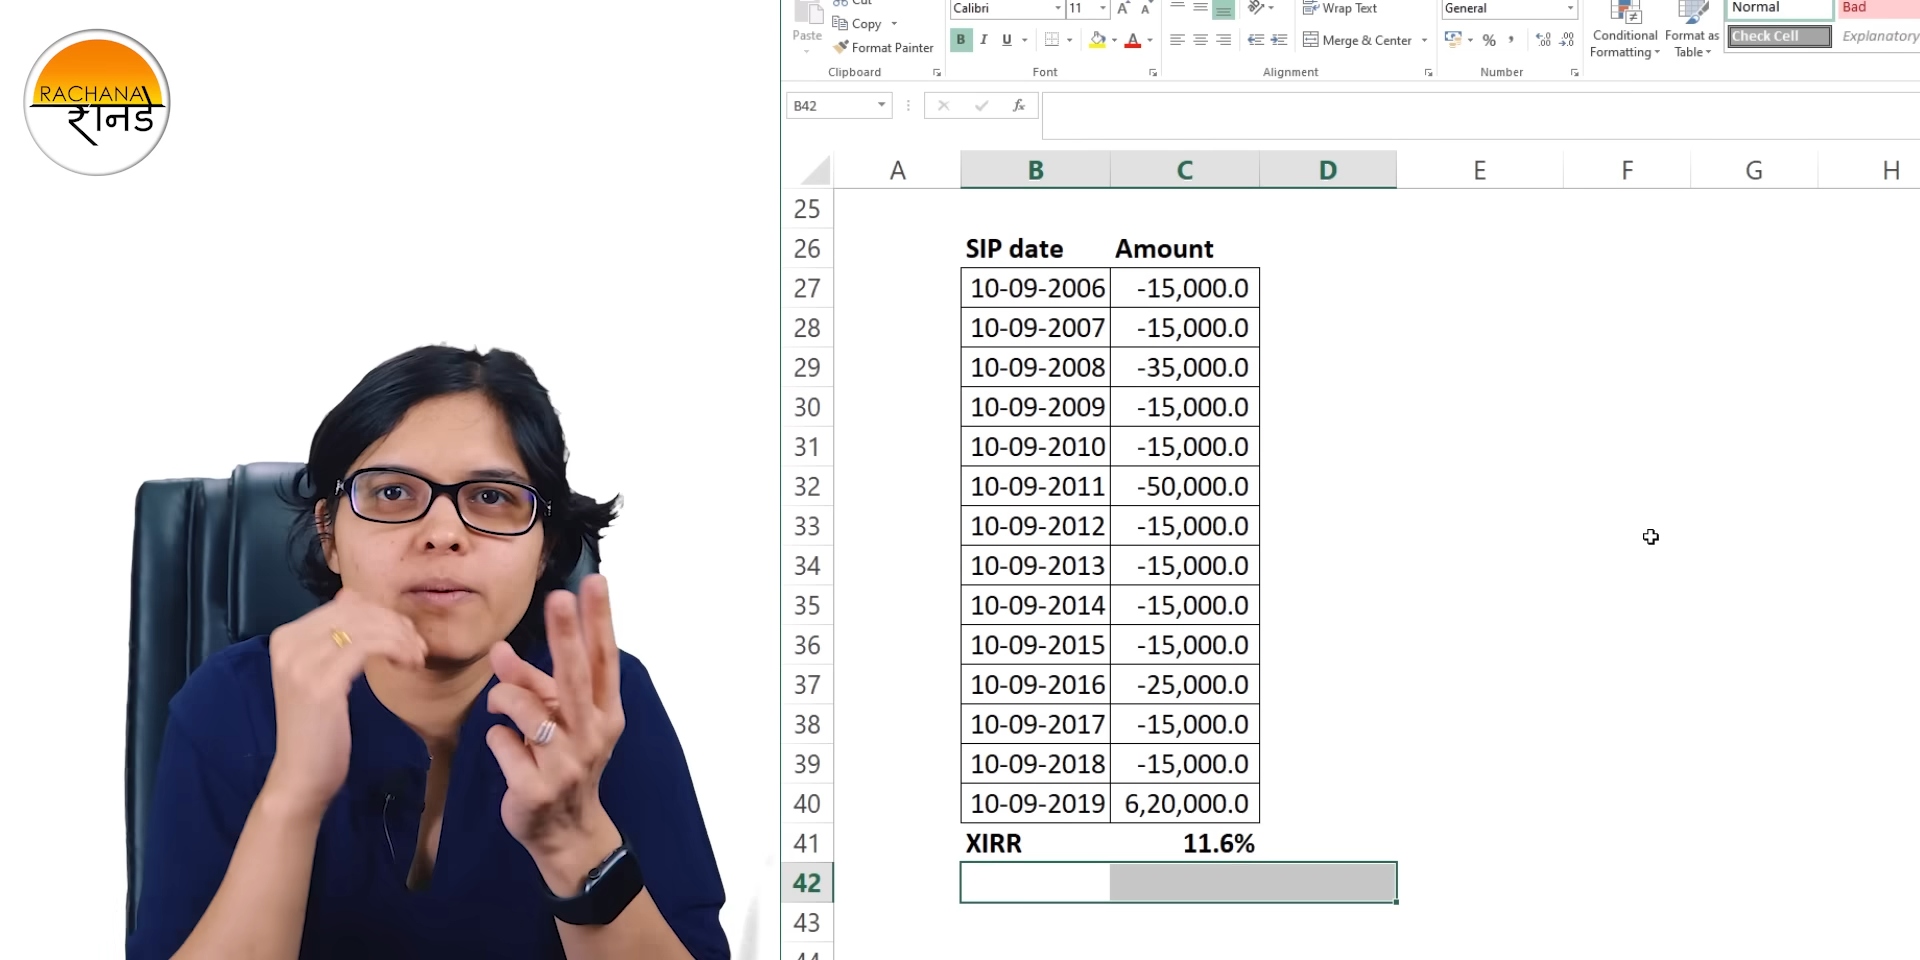 RACHANA
रानडे
Cut
Copy
Format Painter
Paste
Clipboard
Calibri 11
B I U
Font
Wrap Text
Merge & Center
Alignment
General
% ,
Number
Conditional Formatting
Format as Table
Normal Bad
Check Cell Explanatory
B42 fx
A B C D E F G H
25
26 SIP date Amount
27 10-09-2006 -15,000.0
28 10-09-2007 -15,000.0
29 10-09-2008 -35,000.0
30 10-09-2009 -15,000.0
31 10-09-2010 -15,000.0
32 10-09-2011 -50,000.0
33 10-09-2012 -15,000.0
34 10-09-2013 -15,000.0
35 10-09-2014 -15,000.0
36 10-09-2015 -15,000.0
37 10-09-2016 -25,000.0
38 10-09-2017 -15,000.0
39 10-09-2018 -15,000.0
40 10-09-2019 6,20,000.0
41 XIRR 11.6%
42
43